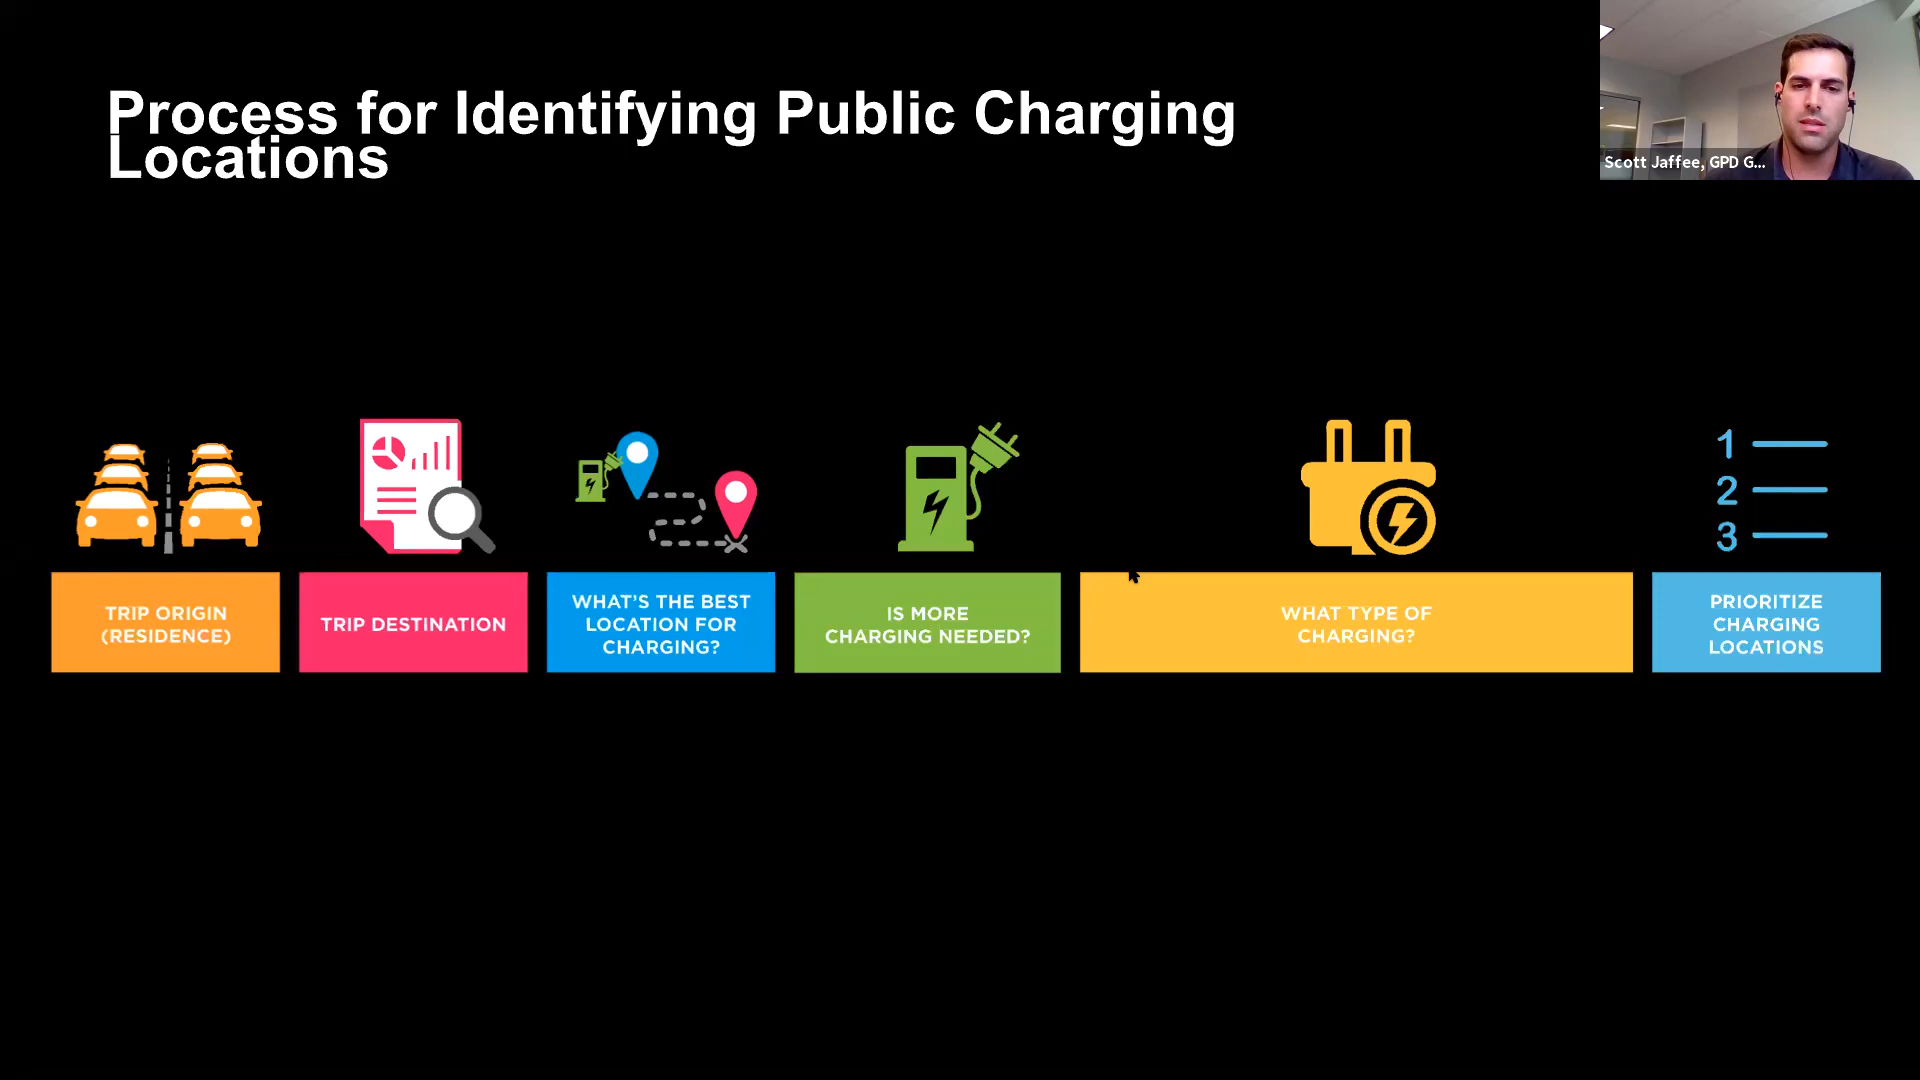 Process for Identifying Public Charging
Locations
Scott Jaffee, GPD G...
1
2
3
TRIP ORIGIN
(RESIDENCE)
TRIP DESTINATION
WHAT'S THE BEST
LOCATION FOR
CHARGING?
IS MORE
CHARGING NEEDED?
WHAT TYPE OF
CHARGING?
PRIORITIZE
CHARGING
LOCATIONS